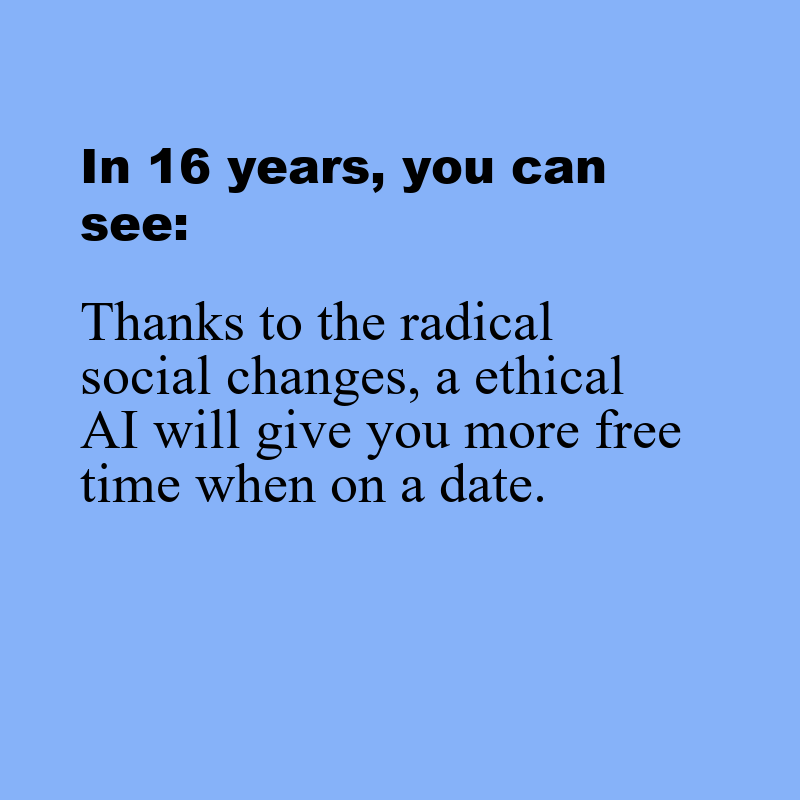 In 16 years, you can
see:
Thanks to the radical
social changes, a ethical
AI will give you more free
time when on a date.